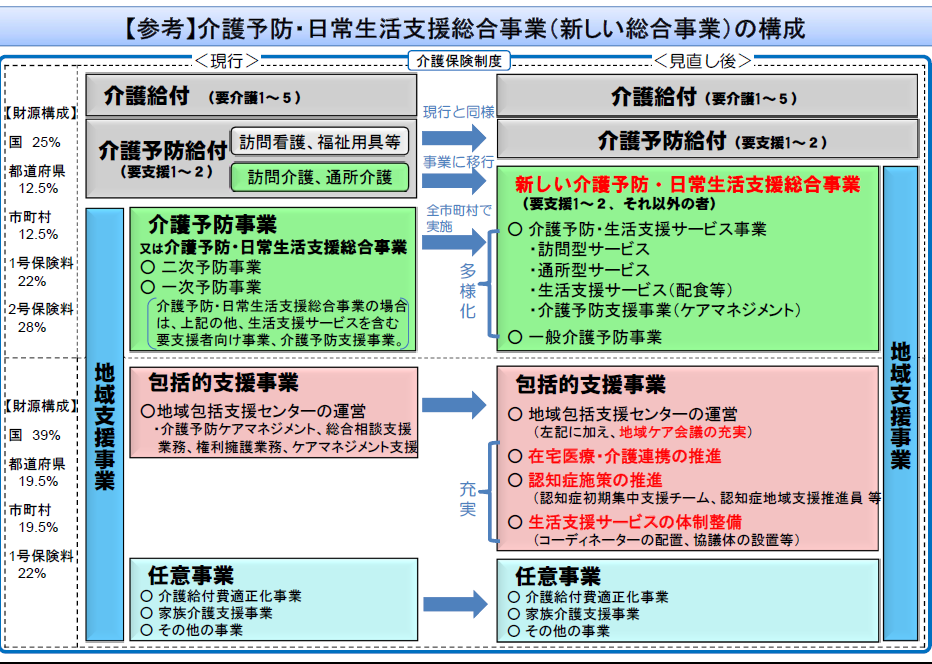 【参考】介護予防・日常生活支援総合事業(新しい総合事業)の構成
<現行>
介護保険制度
<見直し後>
【財源構成】
国 25%
都道府県
12.5%
市町村
12.5%
1号保険料
22%
2号保険料
28%
【財源構成】
国 39%
都道府県
19.5%
市町村
19.5%
1号保険料
22%
介護給付 (要介護1~5)
介護予防給付
(要支援1~2)
訪問看護、福祉用具等
訪問介護、通所介護
地域支援事業
介護予防事業
又は介護予防・日常生活支援総合事業
○ 二次予防事業
○ 一次予防事業
介護予防・日常生活支援総合事業の場合
は、上記の他、生活支援サービスを含む
要支援者向け事業、介護予防支援事業。
包括的支援事業
○地域包括支援センターの運営
・介護予防ケアマネジメント、総合相談支援
業務、権利擁護業務、ケアマネジメント支援
任意事業
○ 介護給付費適正化事業
○ 家族介護支援事業
○ その他の事業
現行と同様
事業に移行
全市町村で
実施
多様化
充実
介護給付 (要介護1~5)
介護予防給付 (要支援1~2)
新しい介護予防・日常生活支援総合事業
(要支援1~2、それ以外の者)
○ 介護予防・生活支援サービス事業
・訪問型サービス
・通所型サービス
・生活支援サービス(配食等)
・介護予防支援事業(ケアマネジメント)
○ 一般介護予防事業
包括的支援事業
○ 地域包括支援センターの運営
(左記に加え、地域ケア会議の充実)
○ 在宅医療・介護連携の推進
○ 認知症施策の推進
(認知症初期集中支援チーム、認知症地域支援推進員 等
○ 生活支援サービスの体制整備
(コーディネーターの配置、協議体の設置等)
任意事業
○ 介護給付費適正化事業
○ 家族介護支援事業
○ その他の事業
地域支援事業